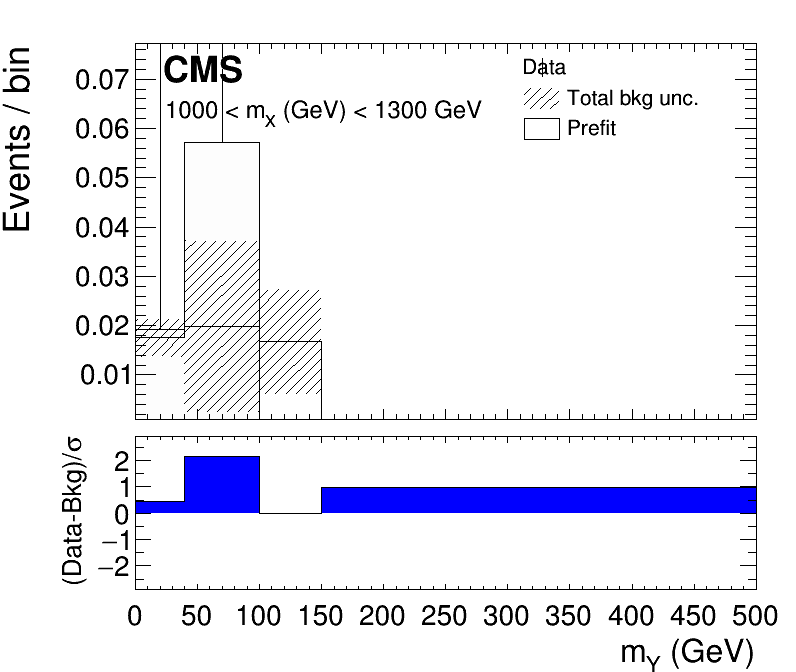 CMS
1000 < mX (GeV) < 1300 GeV
Data
Total bkg unc.
Prefit
Events / bin
0.07
0.06
0.05
0.04
0.03
0.02
0.01
(Data-Bkg)/σ
2
1
0
−1
−2
0 50 100 150 200 250 300 350 400 450 500
mY (GeV)